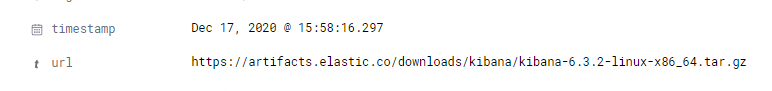 timestamp Dec 17, 2020 @ 15:58:16.297
t url https://artifacts.elastic.co/downloads/kibana/kibana-6.3.2-linux-x86_64.tar.gz